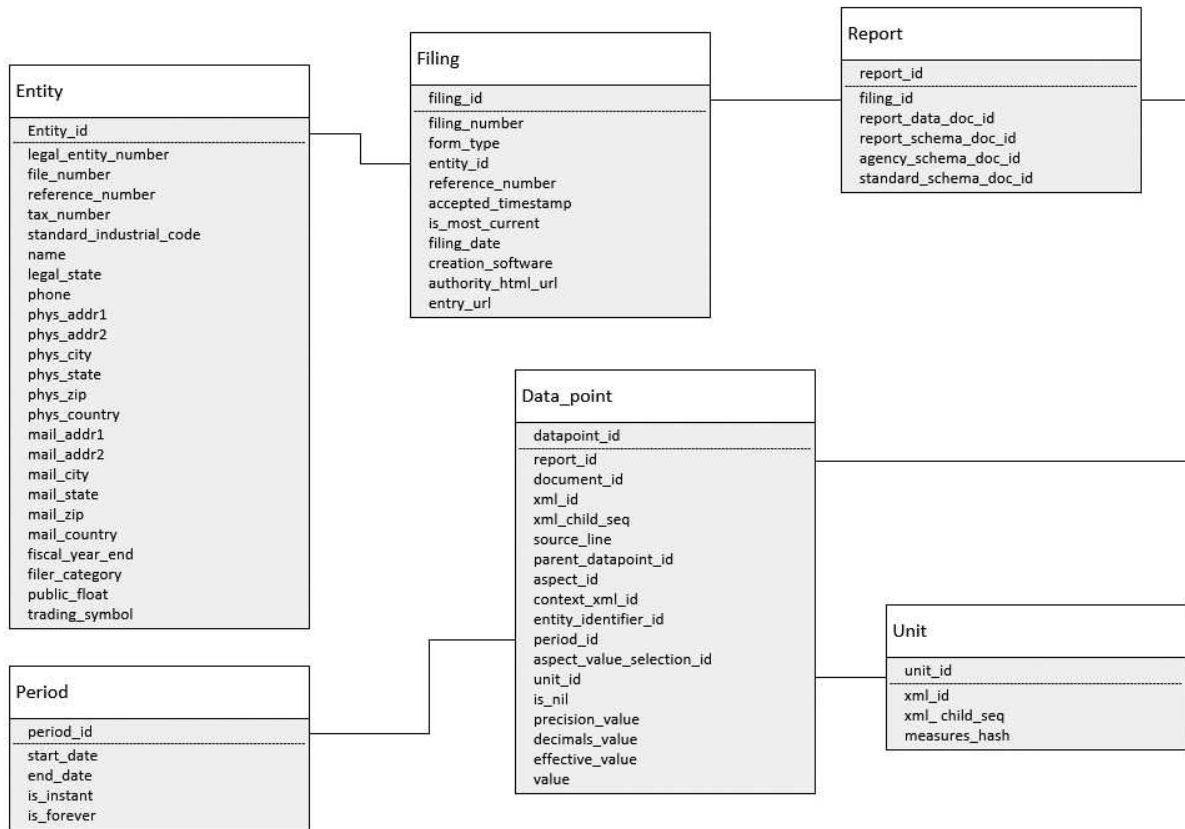 Entity
Entity_id
legal_entity_number
file_number
reference_number
tax_number
standard_industrial_code
name
legal_state
phone
phys_addr1
phys_addr2
phys_city
phys_state
phys_zip
phys_country
mail_addr1
mail_addr2
mail_city
mail_state
mail_zip
mail_country
fiscal_year_end
filer_category
public_float
trading_symbol
Filing
filing_id
filing_number
form_type
entity_id
reference_number
accepted_timestamp
is_most_current
filing_date
creation_software
authority_html_url
entry_url
Report
report_id
filing_id
report_data_doc_id
report_schema_doc_id
agency_schema_doc_id
standard_schema_doc_id
Period
period_id
start_date
end_date
is_instant
is_forever
Data_point
datapoint_id
report_id
document_id
xml_id
xml_child_seq
source_line
parent_datapoint_id
aspect_id
context_xml_id
entity_identifier_id
period_id
aspect_value_selection_id
unit_id
is_nil
precision_value
decimals_value
effective_value
value
Unit
unit_id
xml_id
xml_ child_seq
measures_hash